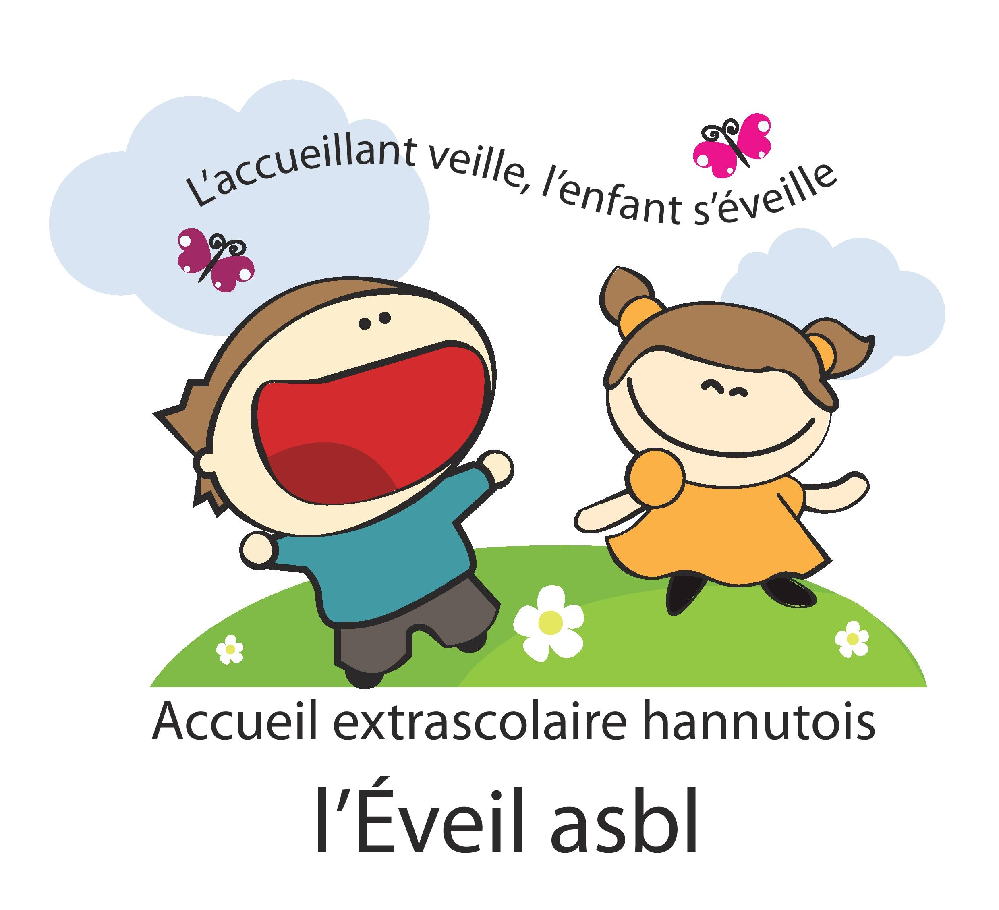 L’accueillant veille, l’enfant s’éveille
Accueil extrascolaire hannutois
l’Éveil asbl